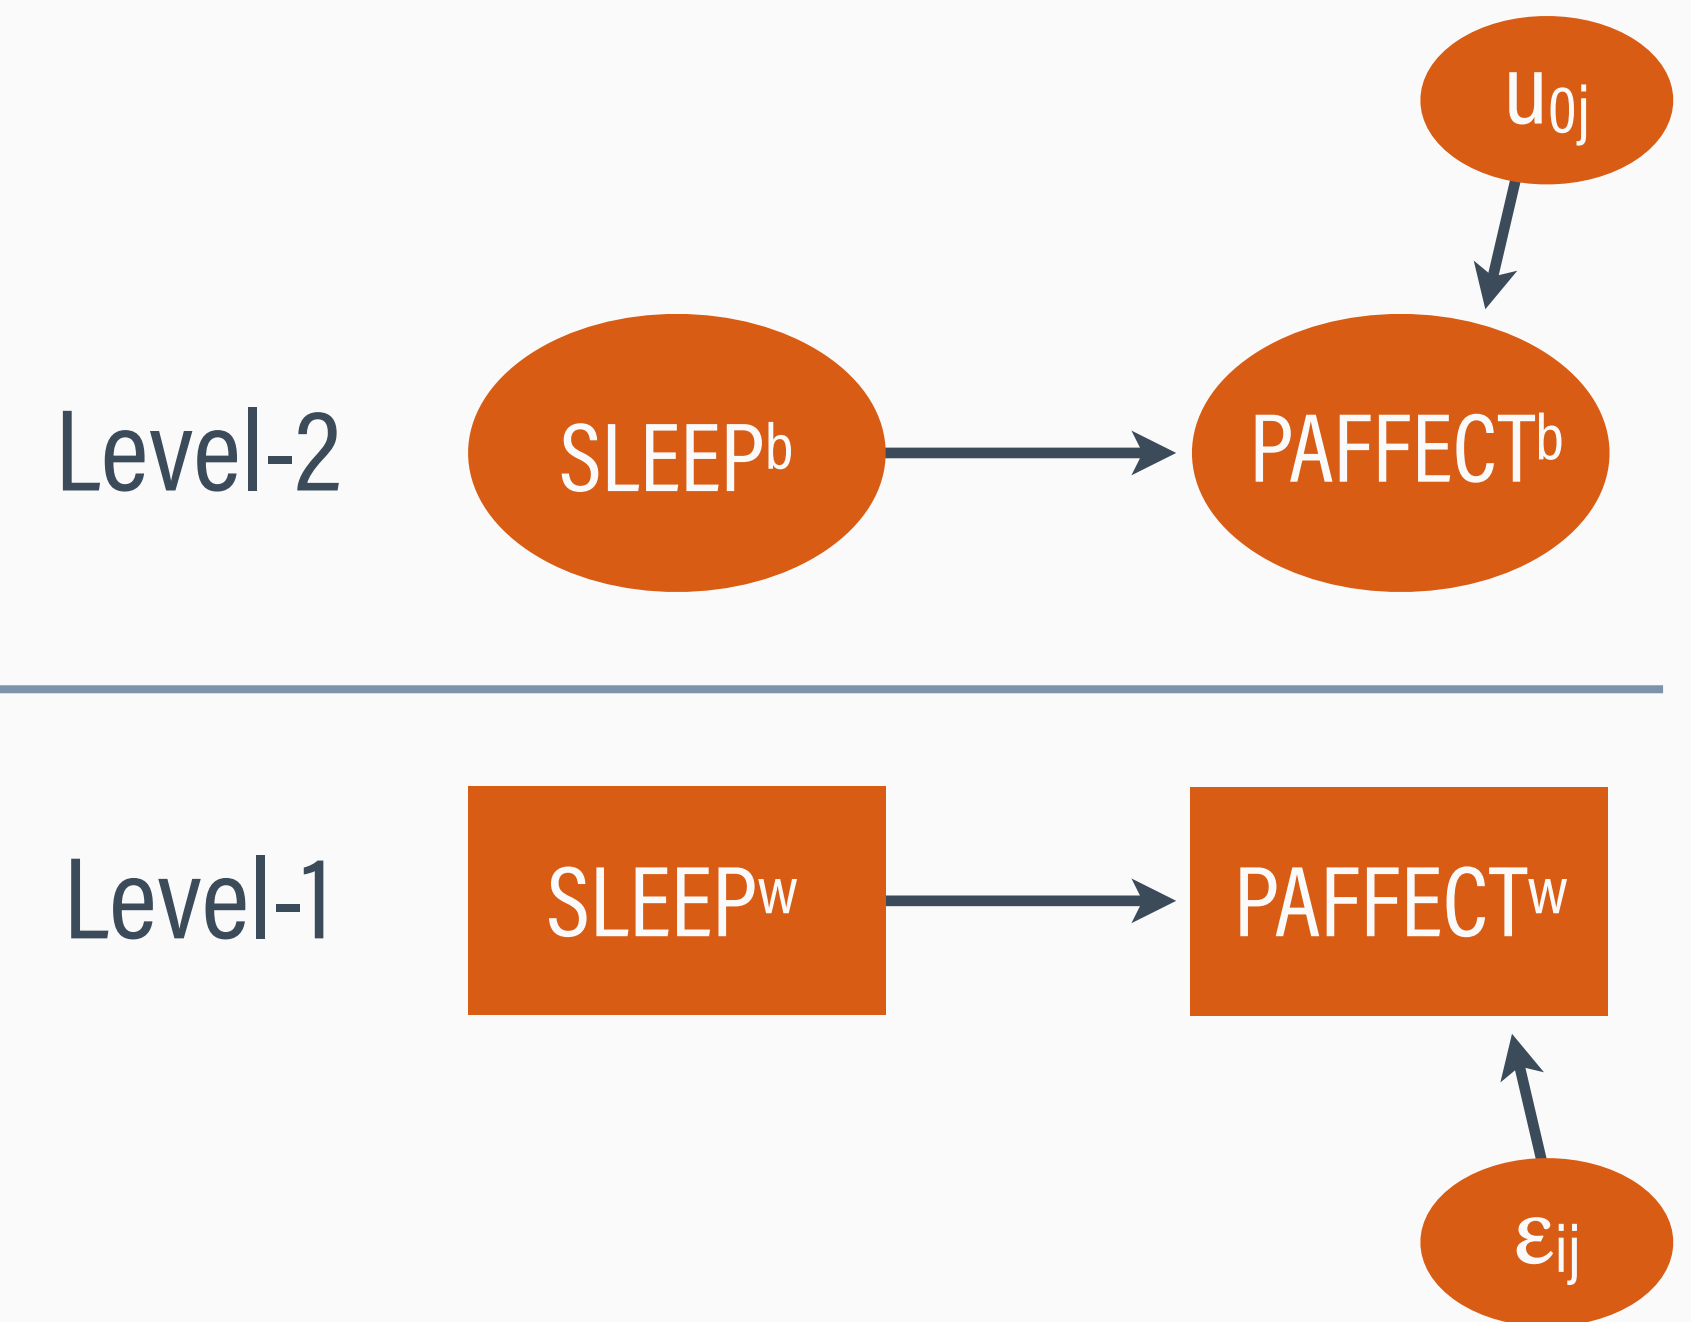 u₀ⱼ
Level-2
SLEEPᵇ
PAFFECTᵇ
Level-1
SLEEPʷ
PAFFECTʷ
εᵢⱼ